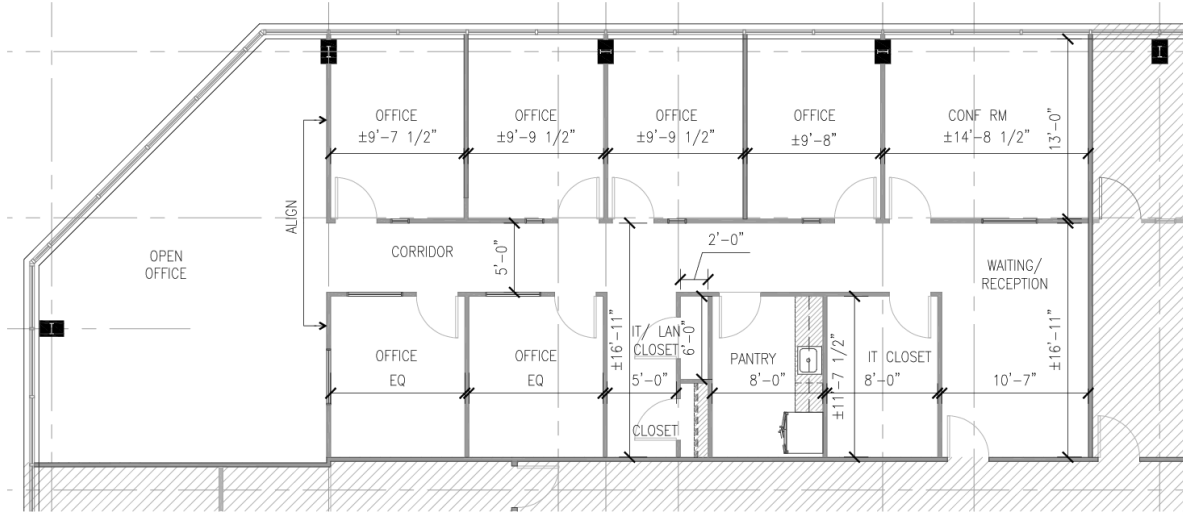 OFFICE
±9'-7 1/2"
OFFICE
±9'-9 1/2"
OFFICE
±9'-9 1/2"
OFFICE
±9'-8"
CONF RM
±14'-8 1/2"
13'-0"
ALIGN
OPEN
OFFICE
CORRIDOR
5'-0"
2'-0"
WAITING/
RECEPTION
OFFICE
EQ
OFFICE
EQ
±16'-11"
IT/ LAN
CLOSET
6'-0"
5'-0"
CLOSET
PANTRY
8'-0"
±11'-7 1/2"
IT CLOSET
8'-0"
10'-7"
±16'-11"